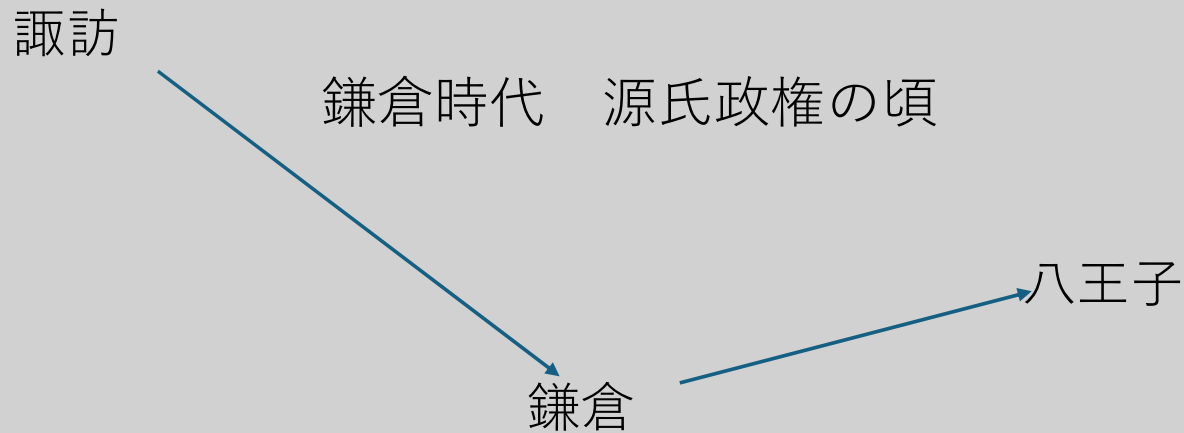 諏訪
鎌倉時代　源氏政権の頃
八王子
鎌倉